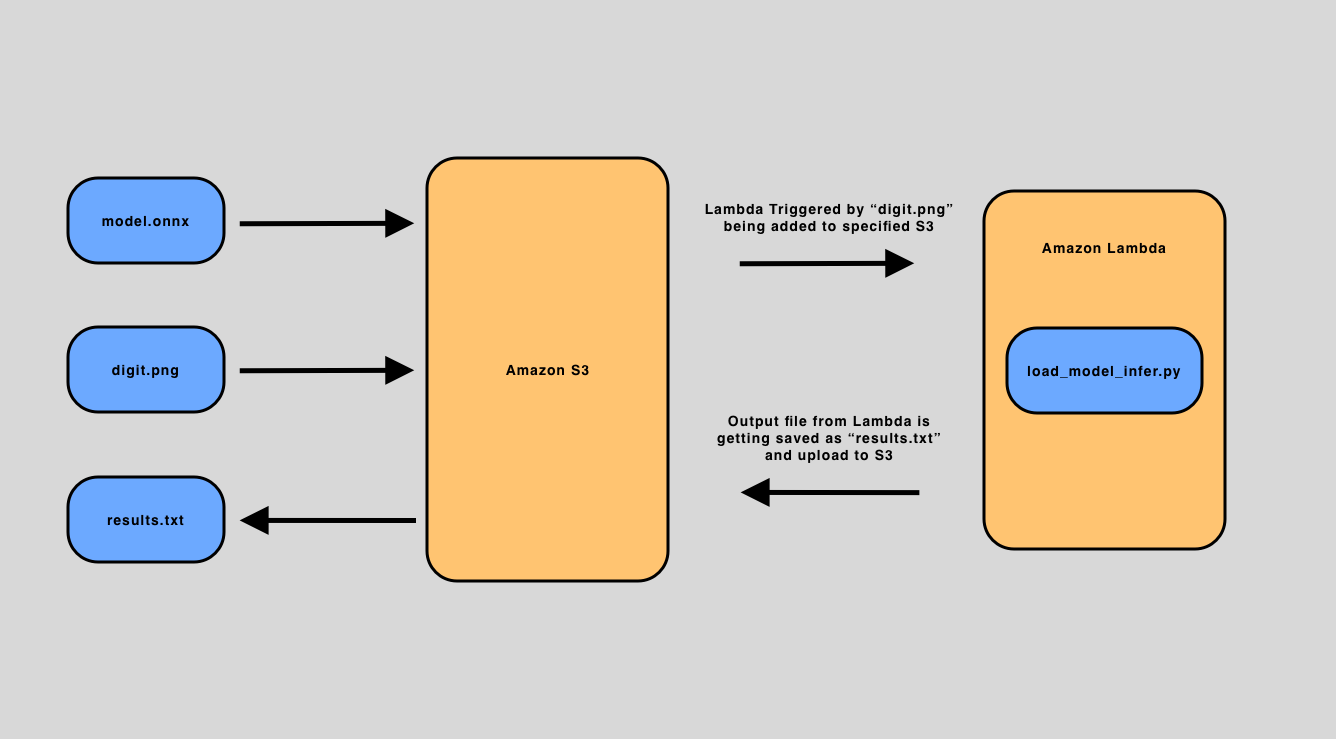 model.onnx
digit.png
results.txt
Amazon S3
Lambda Triggered by “digit.png”
being added to specified S3
Output file from Lambda is
getting saved as “results.txt”
and upload to S3
Amazon Lambda
load_model_infer.py